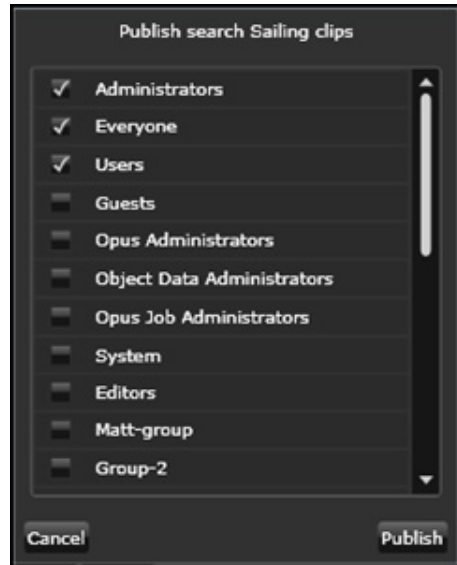 Publish search Sailing clips
Administrators
Everyone
Users
Guests
Opus Administrators
Object Data Administrators
Opus Job Administrators
System
Editors
Matt-group
Group-2
Cancel Publish